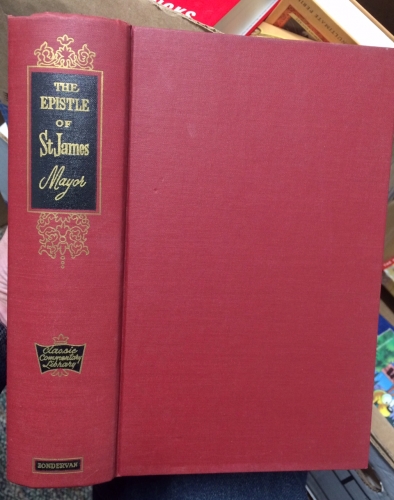 THE
EPISTLE
OF
St. James
Mayor
Classic
Commentary
Library
ZONDERVAN